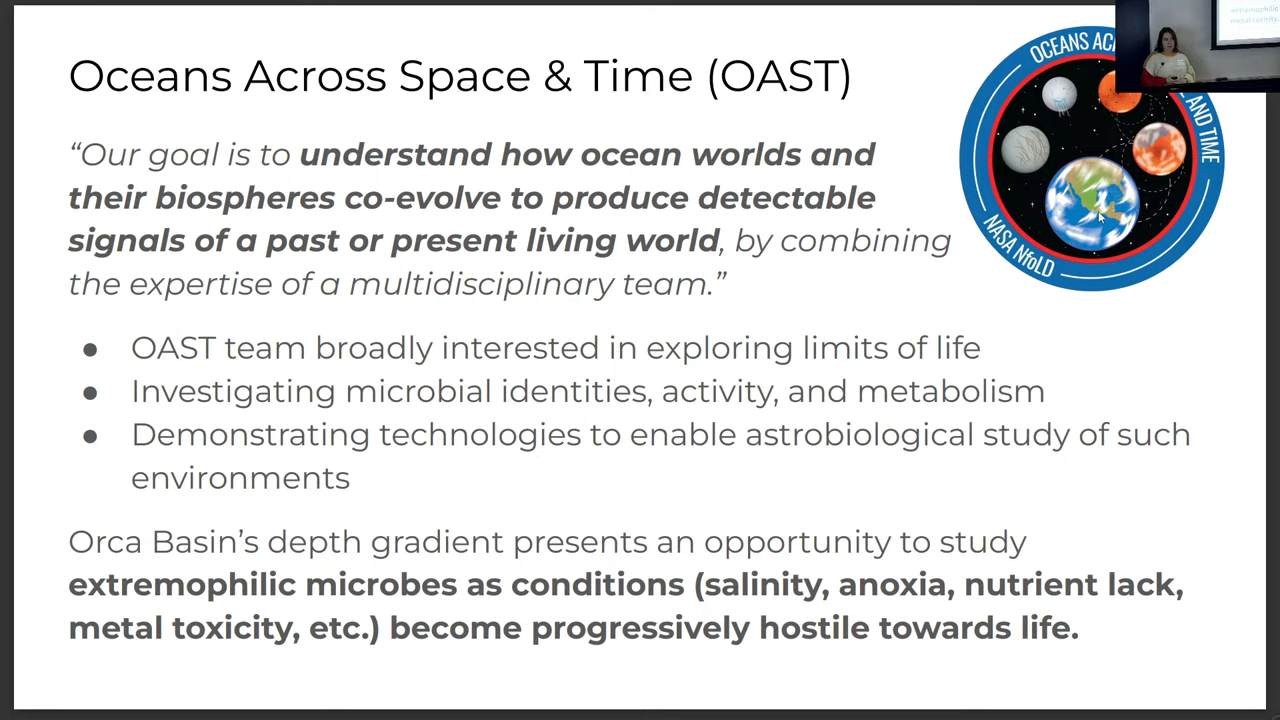 Oceans Across Space & Time (OAST)
“Our goal is to understand how ocean worlds and
their biospheres co-evolve to produce detectable
signals of a past or present living world, by combining
the expertise of a multidisciplinary team.”
● OAST team broadly interested in exploring limits of life
● Investigating microbial identities, activity, and metabolism
● Demonstrating technologies to enable astrobiological study of such
environments
Orca Basin’s depth gradient presents an opportunity to study
extremophilic microbes as conditions (salinity, anoxia, nutrient lack,
metal toxicity, etc.) become progressively hostile towards life.
OCEANS
AND TIME
NASA NfoLD
extremophilic
metal toxicity,